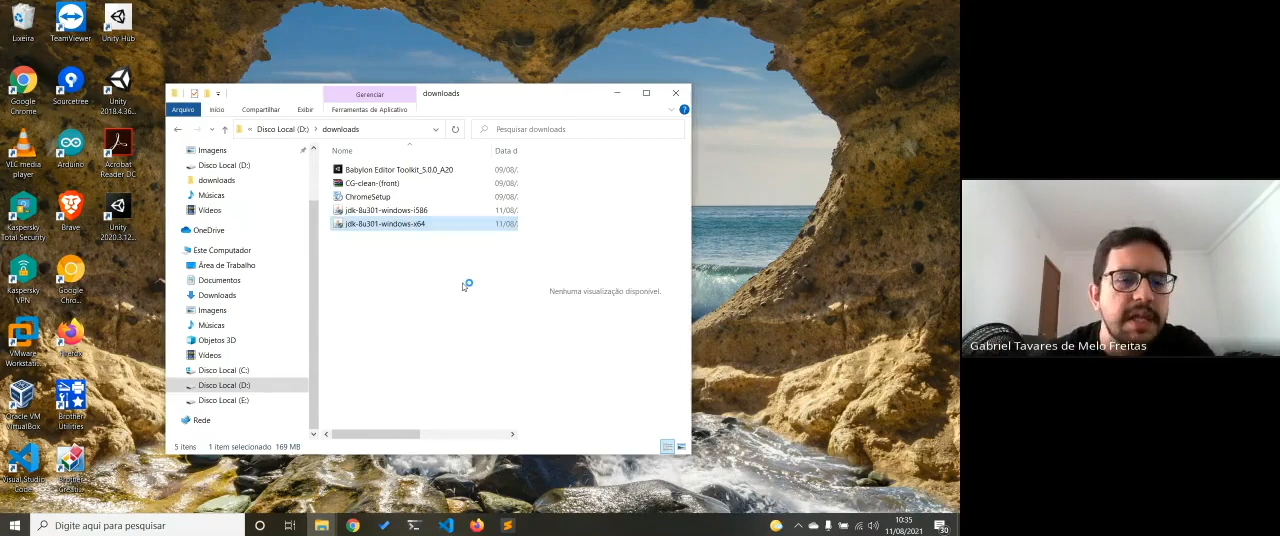 Lixeira
TeamViewer
Unity Hub
Google Chrome
Sourcetree
Unity 2018.4.36...
VLC media player
Arduino
Acrobat Reader DC
Kaspersky Total Security
Brave
Unity 2020.3.12...
Kaspersky VPN
Google Chro...
VMware Workstati...
Firefox
Oracle VM VirtualBox
Brother Utilities
Visual Studio Code
Brother Creati...
Gerenciar
downloads
Arquivo
Início
Compartilhar
Exibir
Ferramentas de Aplicativo
« Disco Local (D:) > downloads
Pesquisar downloads
Imagens
Disco Local (D:)
downloads
Músicas
Vídeos
OneDrive
Este Computador
Área de Trabalho
Documentos
Downloads
Imagens
Músicas
Objetos 3D
Vídeos
Disco Local (C:)
Disco Local (D:)
Disco Local (E:)
Rede
Nome
Data d
Babylon Editor Toolkit_5.0.0_A20
09/08/
CG-clean-(front)
09/08/
ChromeSetup
09/08/
jdk-8u301-windows-i586
11/08/
jdk-8u301-windows-x64
11/08/
Nenhuma visualização disponível.
5 itens
1 item selecionado 169 MB
Gabriel Tavares de Melo Freitas
Digite aqui para pesquisar
10:35
11/08/2021
30